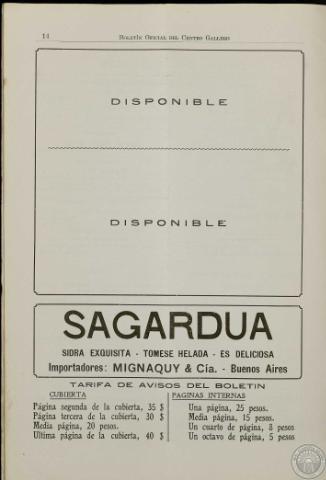 14 BOLETÍN OFICIAL DEL CENTRO GALLEGO
DISPONIBLE
DISPONIBLE
SAGARDUA
SIDRA EXQUISITA - TOMESE HELADA - ES DELICIOSA
Importadores: MIGNAQUY & Cía. - Buenos Aires
TARIFA DE AVISOS DEL BOLETIN
CUBIERTA
Página segunda de la cubierta, 35 $
Página tercera de la cubierta, 30 $
Media página, 20 pesos.
Ultima página de la cubierta, 40 $
PAGINAS INTERNAS
Una página, 25 pesos.
Media página, 15 pesos.
Un cuarto de página, 8 pesos
Un octavo de página, 5 pesos